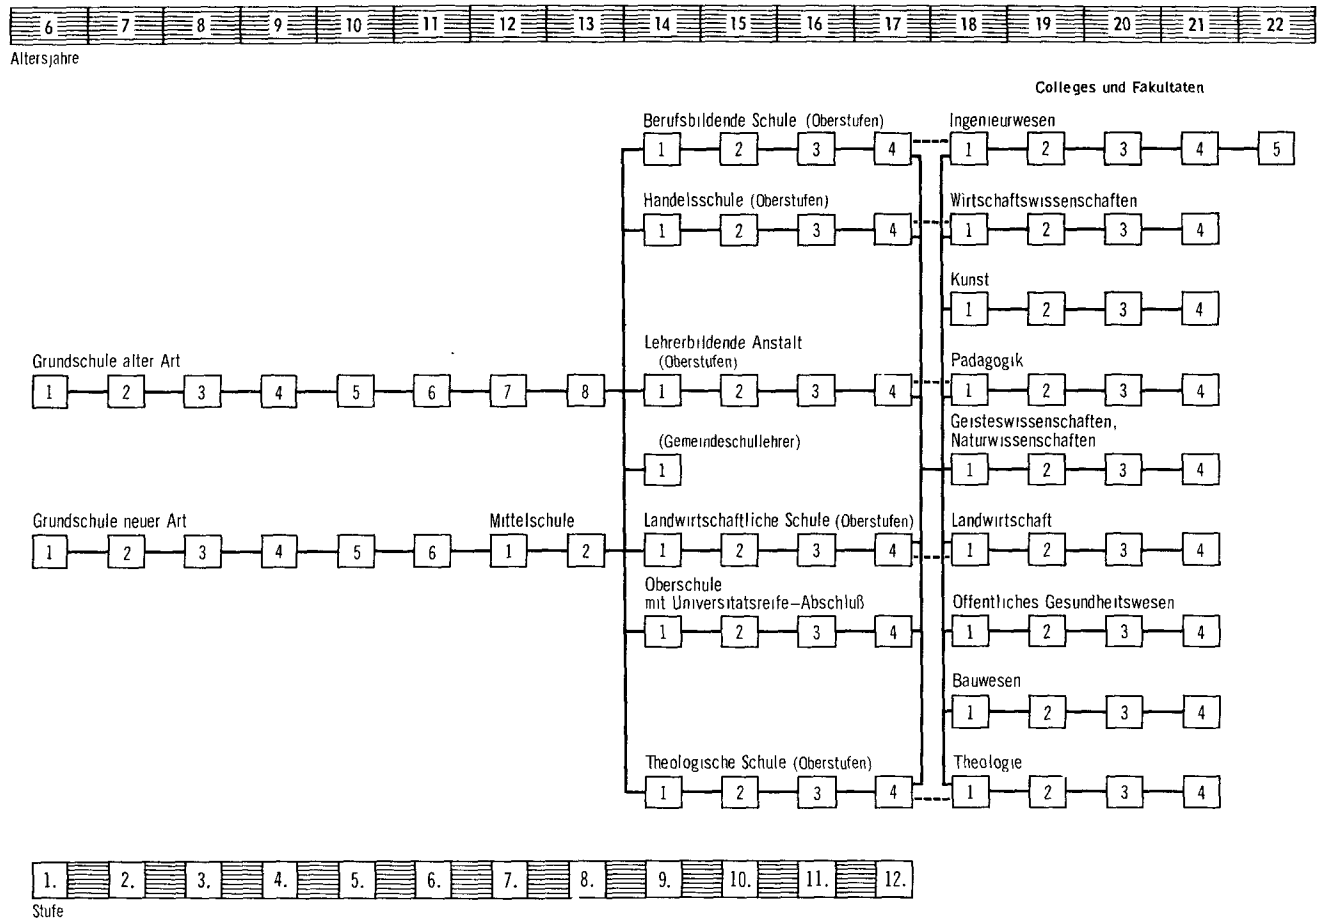 6 7 8 9 10 11 12 13 14 15 16 17 18 19 20 21 22
Altersjahre
Colleges und Fakultaten
Berufsbildende Schule (Oberstufen)
1 2 3 4
Ingenieurwesen
1 2 3 4 5
Handelsschule (Oberstufen)
1 2 3 4
Wirtschaftswissenschaften
1 2 3 4
Kunst
1 2 3 4
Grundschule alter Art
1 2 3 4 5 6 7 8
Lehrerbildende Anstalt
(Oberstufen)
1 2 3 4
Padagogik
1 2 3 4
(Gemeindeschullehrer)
1
Geisteswissenschaften,
Naturwissenschaften
1 2 3 4
Grundschule neuer Art
1 2 3 4 5 6
Mittelschule
1 2
Landwirtschaftliche Schule (Oberstufen)
1 2 3 4
Landwirtschaft
1 2 3 4
Oberschule
mit Universitatsreife-Abschluß
1 2 3 4
Offentliches Gesundheitswesen
1 2 3 4
Bauwesen
1 2 3 4
Theologische Schule (Oberstufen)
1 2 3 4
Theologie
1 2 3 4
1. 2. 3. 4. 5. 6. 7. 8. 9. 10. 11. 12.
Stufe